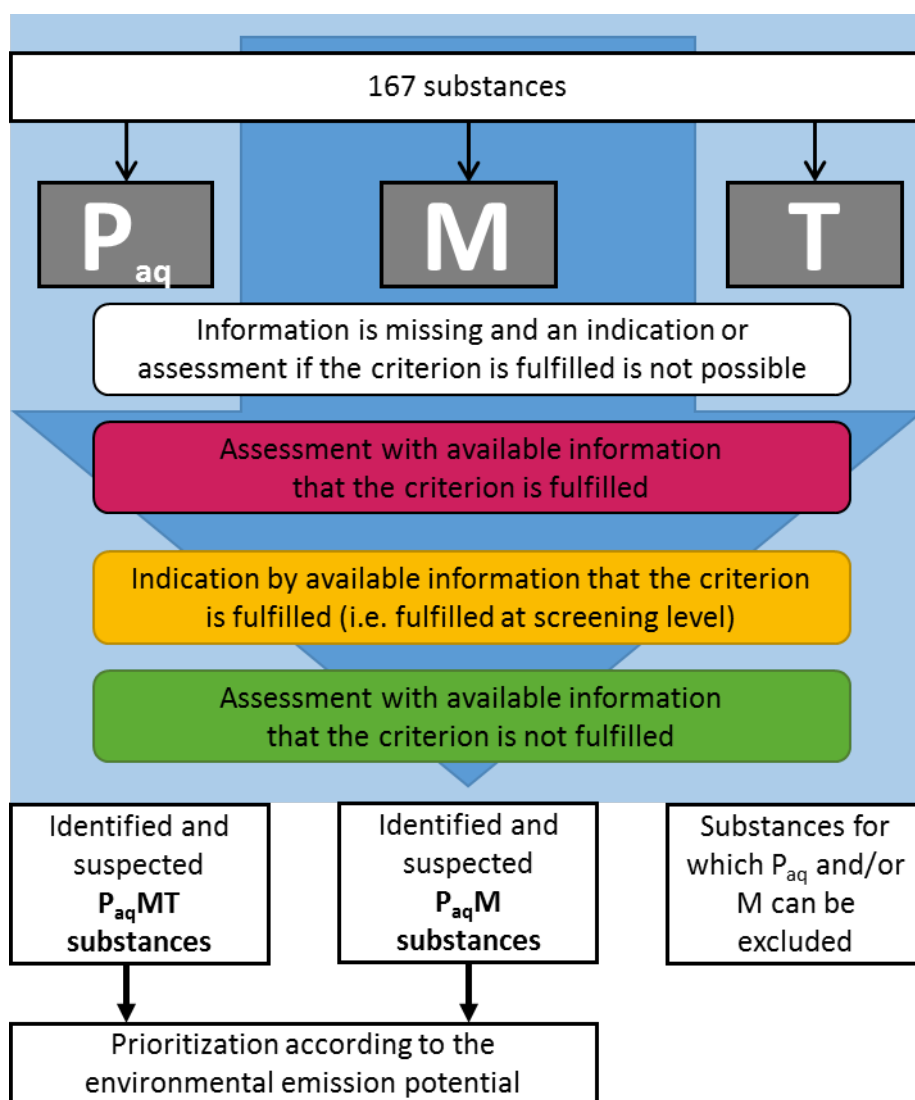 167 substances
P aq
M
T
Information is missing and an indication or
assessment if the criterion is fulfilled is not possible
Assessment with available information
that the criterion is fulfilled
Indication by available information that the criterion
is fulfilled (i.e. fulfilled at screening level)
Assessment with available information
that the criterion is not fulfilled
Identified and
suspected
PaqMT
substances
Identified and
suspected
PaqM
substances
Substances for
which Paq and/or
M can be
excluded
Prioritization according to the
environmental emission potential